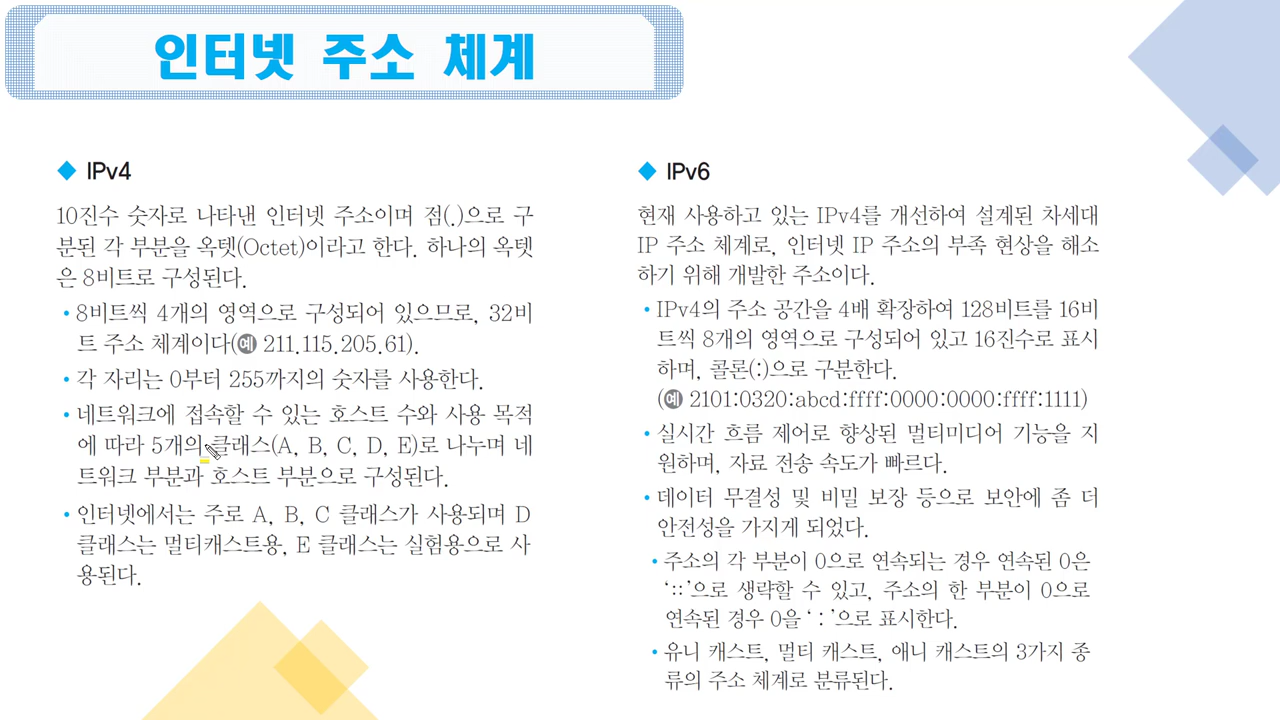 인터넷 주소 체계
◆ IPv4
10진수 숫자로 나타낸 인터넷 주소이며 점(.)으로 구
분된 각 부분을 옥텟(Octet)이라고 한다. 하나의 옥텟
은 8비트로 구성된다.
• 8비트씩 4개의 영역으로 구성되어 있으므로, 32비
트 주소 체계이다(예 211.115.205.61).
• 각 자리는 0부터 255까지의 숫자를 사용한다.
• 네트워크에 접속할 수 있는 호스트 수와 사용 목적
에 따라 5개의 클래스(A, B, C, D, E)로 나누며 네
트워크 부분과 호스트 부분으로 구성된다.
• 인터넷에서는 주로 A, B, C 클래스가 사용되며 D
클래스는 멀티캐스트용, E 클래스는 실험용으로 사
용된다.
◆ IPv6
현재 사용하고 있는 IPv4를 개선하여 설계된 차세대
IP 주소 체계로, 인터넷 IP 주소의 부족 현상을 해소
하기 위해 개발한 주소이다.
• IPv4의 주소 공간을 4배 확장하여 128비트를 16비
트씩 8개의 영역으로 구성되어 있고 16진수로 표시
하며, 콜론(:)으로 구분한다.
(예 2101:0320:abcd:ffff:0000:0000:ffff:1111)
• 실시간 흐름 제어로 향상된 멀티미디어 기능을 지
원하며, 자료 전송 속도가 빠르다.
• 데이터 무결성 및 비밀 보장 등으로 보안에 좀 더
안전성을 가지게 되었다.
• 주소의 각 부분이 0으로 연속되는 경우 연속된 0은
‘::’으로 생략할 수 있고, 주소의 한 부분이 0으로
연속된 경우 0을 ‘:’으로 표시한다.
• 유니 캐스트, 멀티 캐스트, 애니 캐스트의 3가지 종
류의 주소 체계로 분류된다.